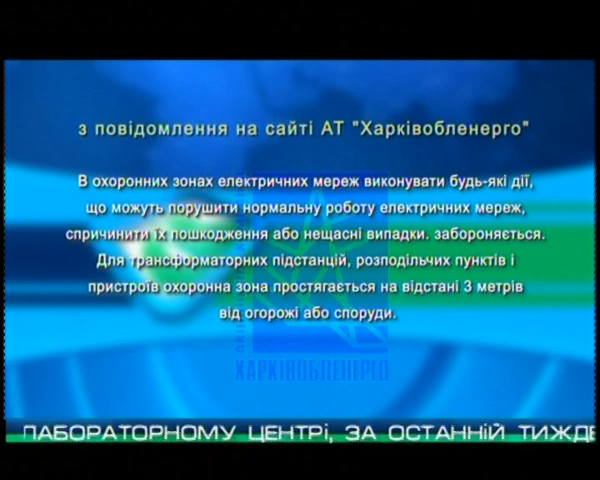 з повідомлення на сайті АТ "Харківобленерго"
В охоронних зонах електричних мереж виконувати будь-які дії,
що можуть порушити нормальну роботу електричних мереж,
спричинити їх пошкодження або нещасні випадки. забороняється.
Для трансформаторних підстанцій, розподільчих пунктів і
пристроїв охоронна зона простягається на відстані 3 метрів
від огорожі або споруди.
ХАРКІВОБЛЕНЕРГО
ЛАБОРАТОРНОМУ ЦЕНТРІ, ЗА ОСТАННІЙ ТИЖДЕ